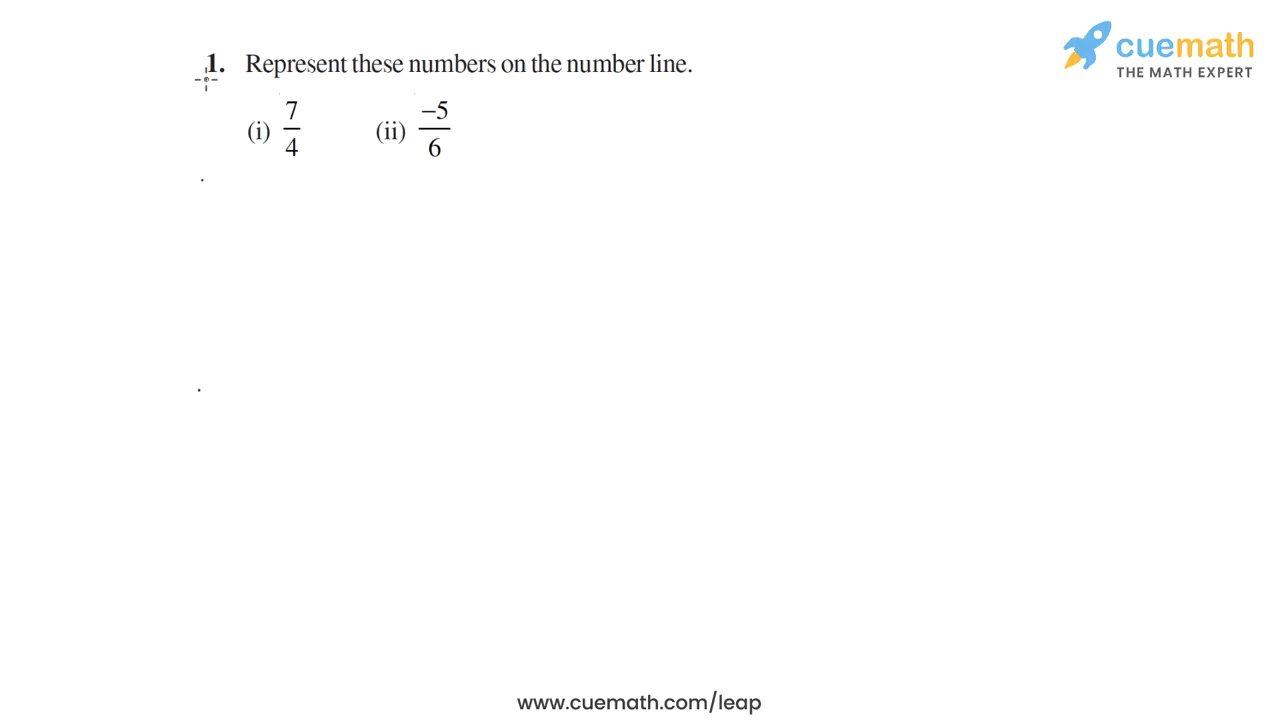 cuemath
THE MATH EXPERT
1. Represent these numbers on the number line.
(i) 7/4 (ii) –5/6
www.cuemath.com/leap